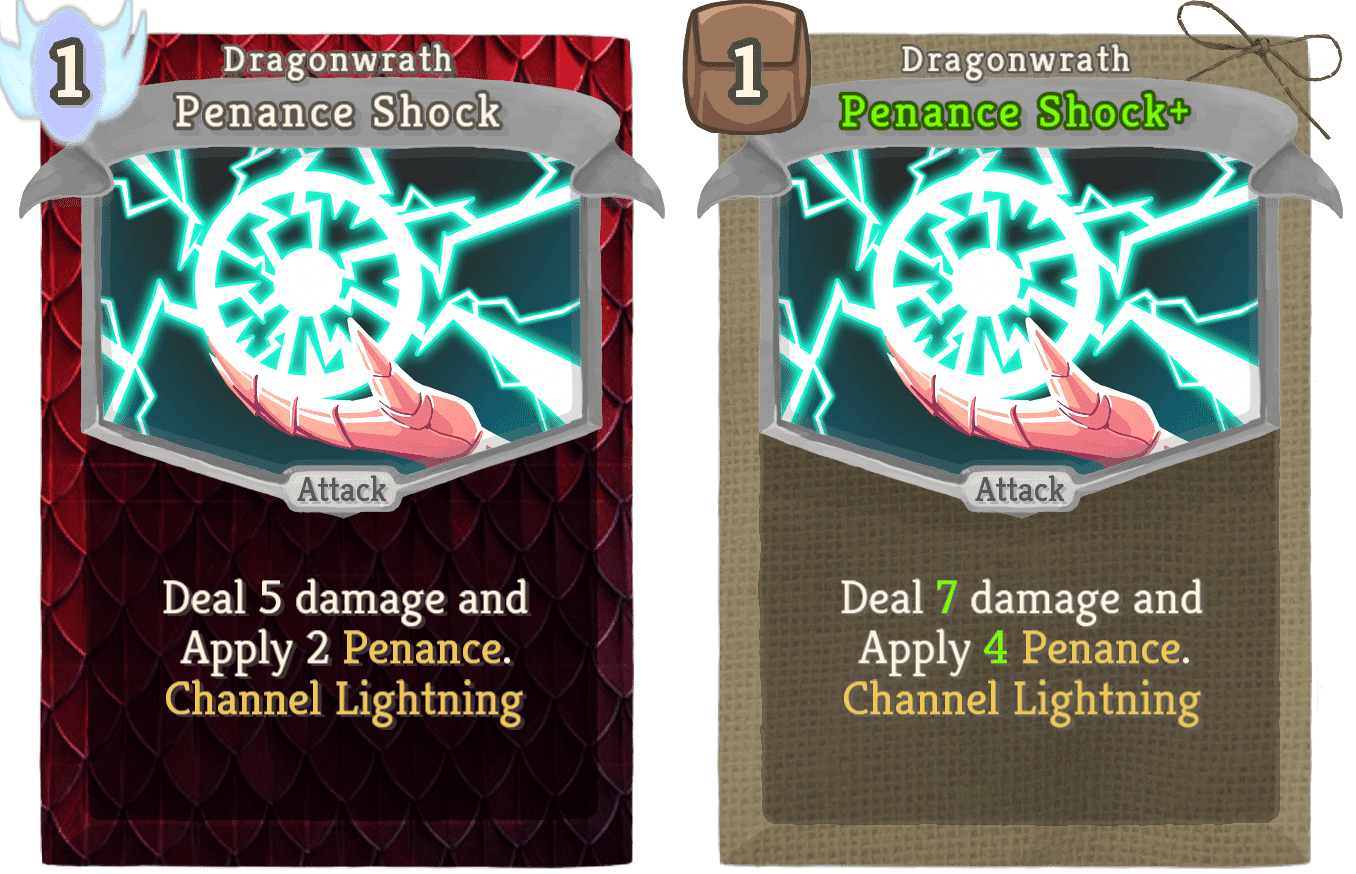 1
Dragonwrath
Penance Shock
Attack
Deal 5 damage and
Apply 2 Penance.
Channel Lightning
1
Dragonwrath
Penance Shock+
Attack
Deal 7 damage and
Apply 4 Penance.
Channel Lightning